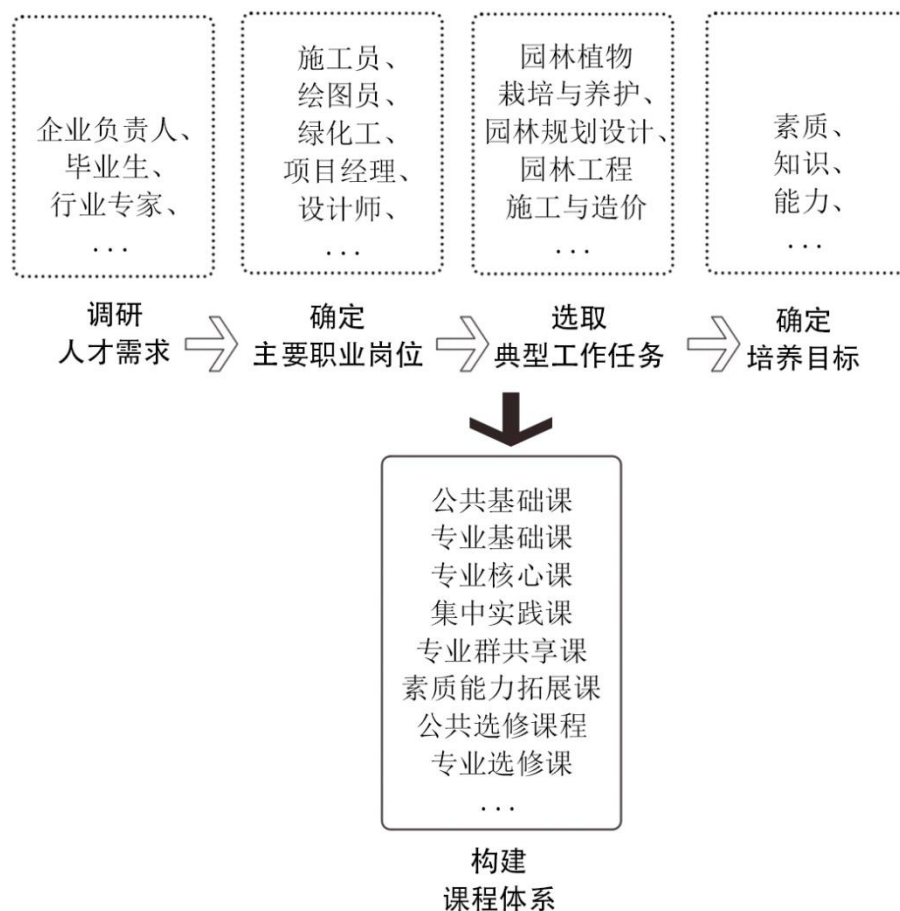 企业负责人、
毕业生、
行业专家、
...
施工员、
绘图员、
绿化工、
项目经理、
设计师、
...
园林植物
栽培与养护、
园林规划设计、
园林工程
施工与造价
...
素质、
知识、
能力、
...
调研
人才需求
确定
主要职业岗位
选取
典型工作任务
确定
培养目标
公共基础课
专业基础课
专业核心课
集中实践课
专业群共享课
素质能力拓展课
公共选修课程
专业选修课
...
构建
课程体系